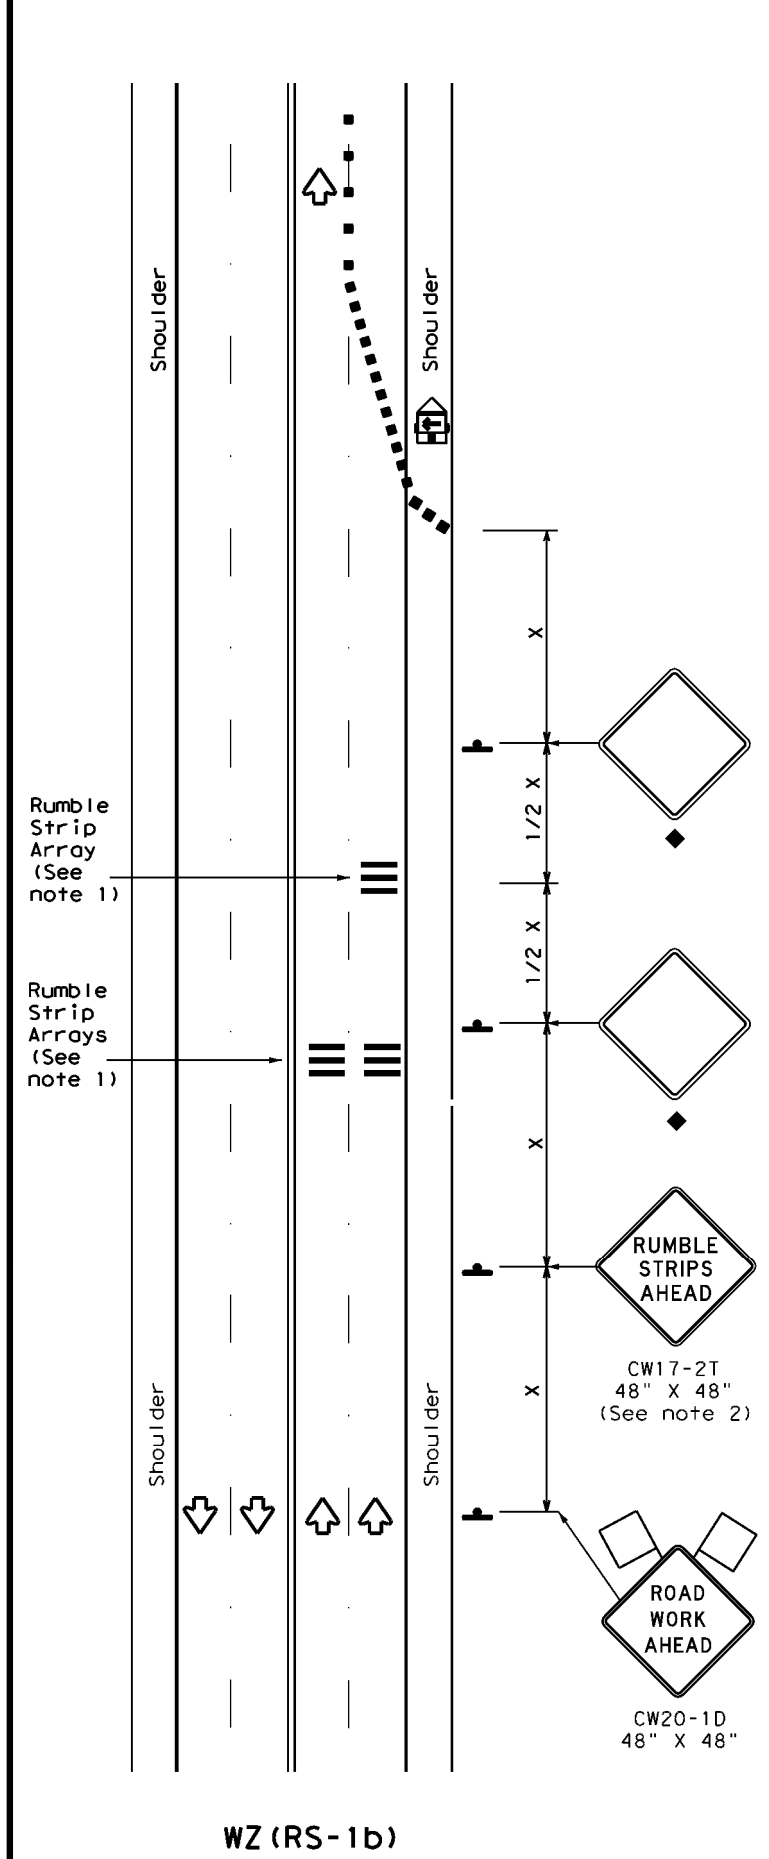 Shoulder
Shoulder
X
1/2 X
Rumble
Strip
Array
(See
note 1)
1/2 X
Rumble
Strip
Arrays
(See
note 1)
X
RUMBLE
STRIPS
AHEAD
CW17-2T
48" X 48"
(See note 2)
X
Shoulder
Shoulder
ROAD
WORK
AHEAD
CW20-1D
48" X 48"
WZ(RS-1b)